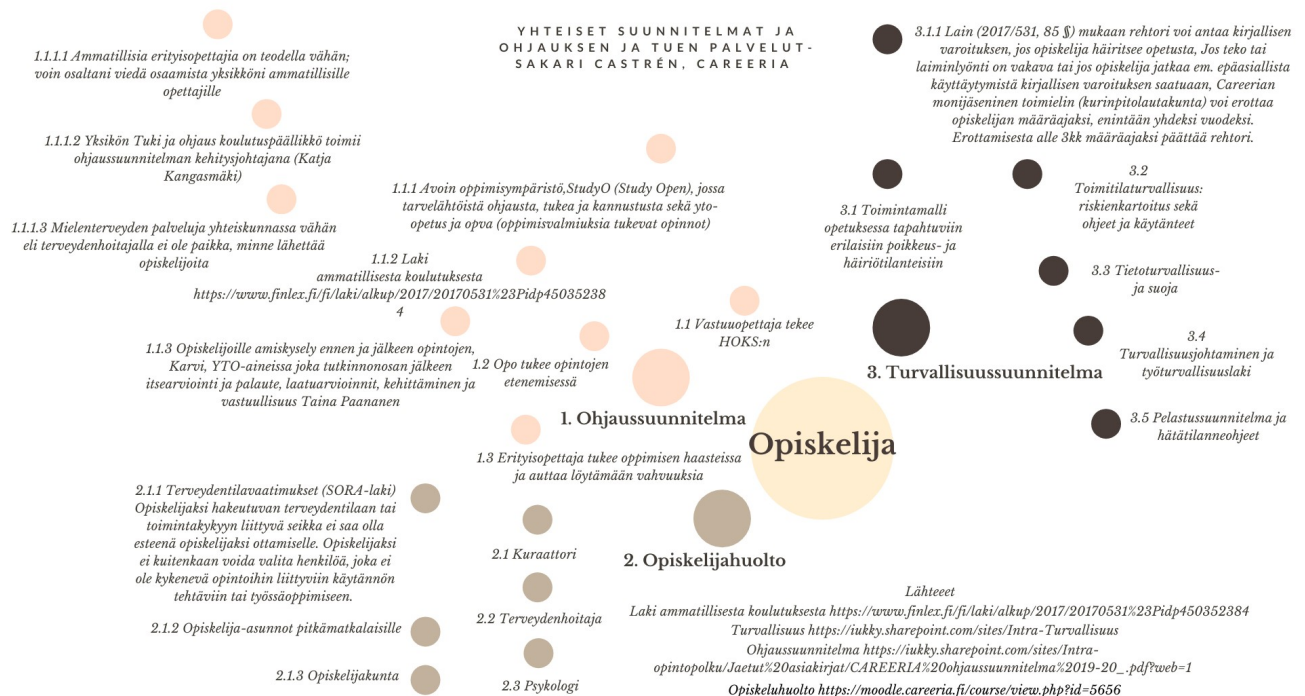 YHTEISET SUUNNITELMAT JA
OHJAUKSEN JA TUEN PALVELUT-
SAKARI CASTRÉN, CAREERIA
1.1.1.1 Ammatillisia erityisopettajia on teodella vähän;
voin osaltani viedä osaamista yksikköni ammatillisille
opettajille
1.1.1.2 Yksikön Tuki ja ohjaus koulutuspäällikkö toimii
ohjaussuunnitelman kehitysjohtajana (Katja
Kangasmäki)
1.1.1.3 Mielenterveyden palveluja yhteiskunnassa vähän
eli terveydenhoitajalla ei ole paikka, minne lähettää
opiskelijoita
1.1.1 Avoin oppimisympäristö,StudyO (Study Open), jossa
tarvelähtöistä ohjausta, tukea ja kannustusta sekä yto-
opetus ja opva (oppimisvalmiuksia tukevat opinnot)
1.1.2 Laki
ammatillisesta koulutuksesta
https://www.finlex.fi/fi/laki/alkup/2017/20170531%23Pidp45035238
4
1.1.3 Opiskelijoille amiskysely ennen ja jälkeen opintojen,
Karvi, YTO-aineissa joka tutkinnonosan jälkeen
itsearviointi ja palaute, laatuarvioinnit, kehittäminen ja
vastuullisuus Taina Paananen
1.1 Vastuuopettaja tekee
HOKS:n
1.2 Opo tukee opintojen
etenemisessä
1. Ohjaussuunnitelma
1.3 Erityisopettaja tukee oppimisen haasteissa
ja auttaa löytämään vahvuuksia
Opiskelija
3.1.1 Lain (2017/531, 85 §) mukaan rehtori voi antaa kirjallisen
varoituksen, jos opiskelija häiritsee opetusta, Jos teko tai
laiminlyönti on vakava tai jos opiskelija jatkaa em. epäasiallista
käyttäytymistä kirjallisen varoituksen saatuaan, Careerian
monijäseninen toimielin (kurinpitolautakunta) voi erottaa
opiskelijan määräajaksi, enintään yhdeksi vuodeksi.
Erottamisesta alle 3kk määräajaksi päättää rehtori.
3.1 Toimintamalli
opetuksessa tapahtuviin
erilaisiin poikkeus- ja
häiriötilanteisiin
3.2
Toimitilaturvallisuus:
riskienkartoitus sekä
ohjeet ja käytänteet
3.3 Tietoturvallisuus-
ja suoja
3.4
Turvallisuusjohtaminen ja
työturvallisuuslaki
3. Turvallisuussuunnitelma
3.5 Pelastussuunnitelma ja
hätätilanneohjeet
2.1.1 Terveydentilavaatimukset (SORA-laki)
Opiskelijaksi hakeutuvan terveydentilaan tai
toimintakykyyn liittyvä seikka ei saa olla
esteenä opiskelijaksi ottamiselle. Opiskelijaksi
ei kuitenkaan voida valita henkilöä, joka ei
ole kykenevä opintoihin liittyviin käytännön
tehtäviin tai työssäoppimiseen.
2.1.2 Opiskelija-asunnot pitkämatkalaisille
2.1.3 Opiskelijakunta
2.1 Kuraattori
2.2 Terveydenhoitaja
2.3 Psykologi
2. Opiskelijahuolto
Lähteeet
Laki ammatillisesta koulutuksesta https://www.finlex.fi/fi/laki/alkup/2017/20170531%23Pidp450352384
Turvallisuus https://iukky.sharepoint.com/sites/Intra-Turvallisuus
Ohjaussuunnitelma https://iukky.sharepoint.com/sites/Intra-
opintopolku/Jaetut%20asiakirjat/CAREERIA%20ohjaussuunnitelma%2019-20_.pdf?web=1
Opiskeluhuolto https://moodle.careeria.fi/course/view.php?id=5656